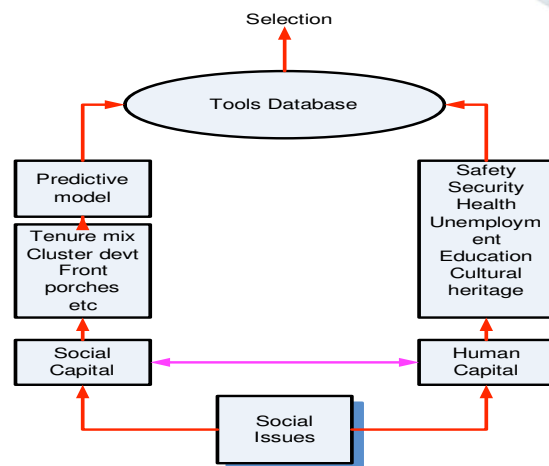 Selection
Tools Database
Predictive
model
Tenure mix
Cluster devt
Front
porches
etc
Safety
Security
Health
Unemploym
ent
Education
Cultural
heritage
Social
Capital
Human
Capital
Social
Issues